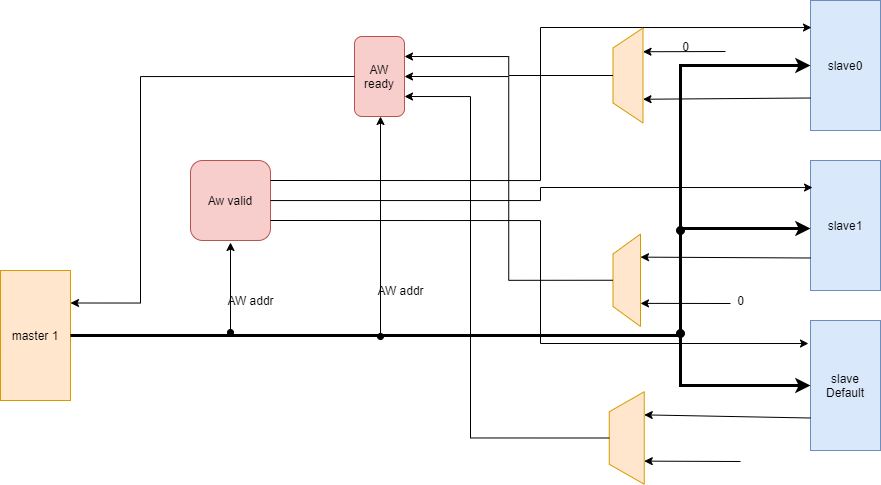 0
AW
ready
slave0
Aw valid
slave1
AW addr
AW addr
0
master 1
slave
Default